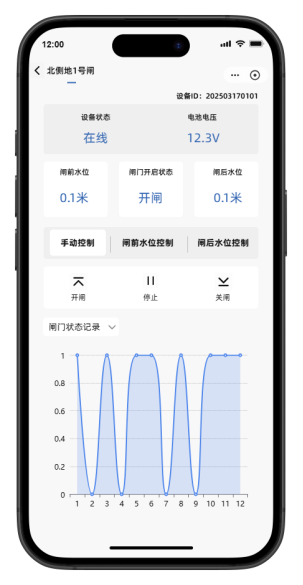 12:00
北侧地1号闸
设备ID：202503170101
设备状态 电池电压
在线 12.3V
闸前水位 闸门开启状态 闸后水位
0.1米 开闸 0.1米
手动控制 闸前水位控制 闸后水位控制
开闸 停止 关闸
闸门状态记录
1
0.8
0.6
0.4
0.2
0
1 2 3 4 5 6 7 8 9 10 11 12